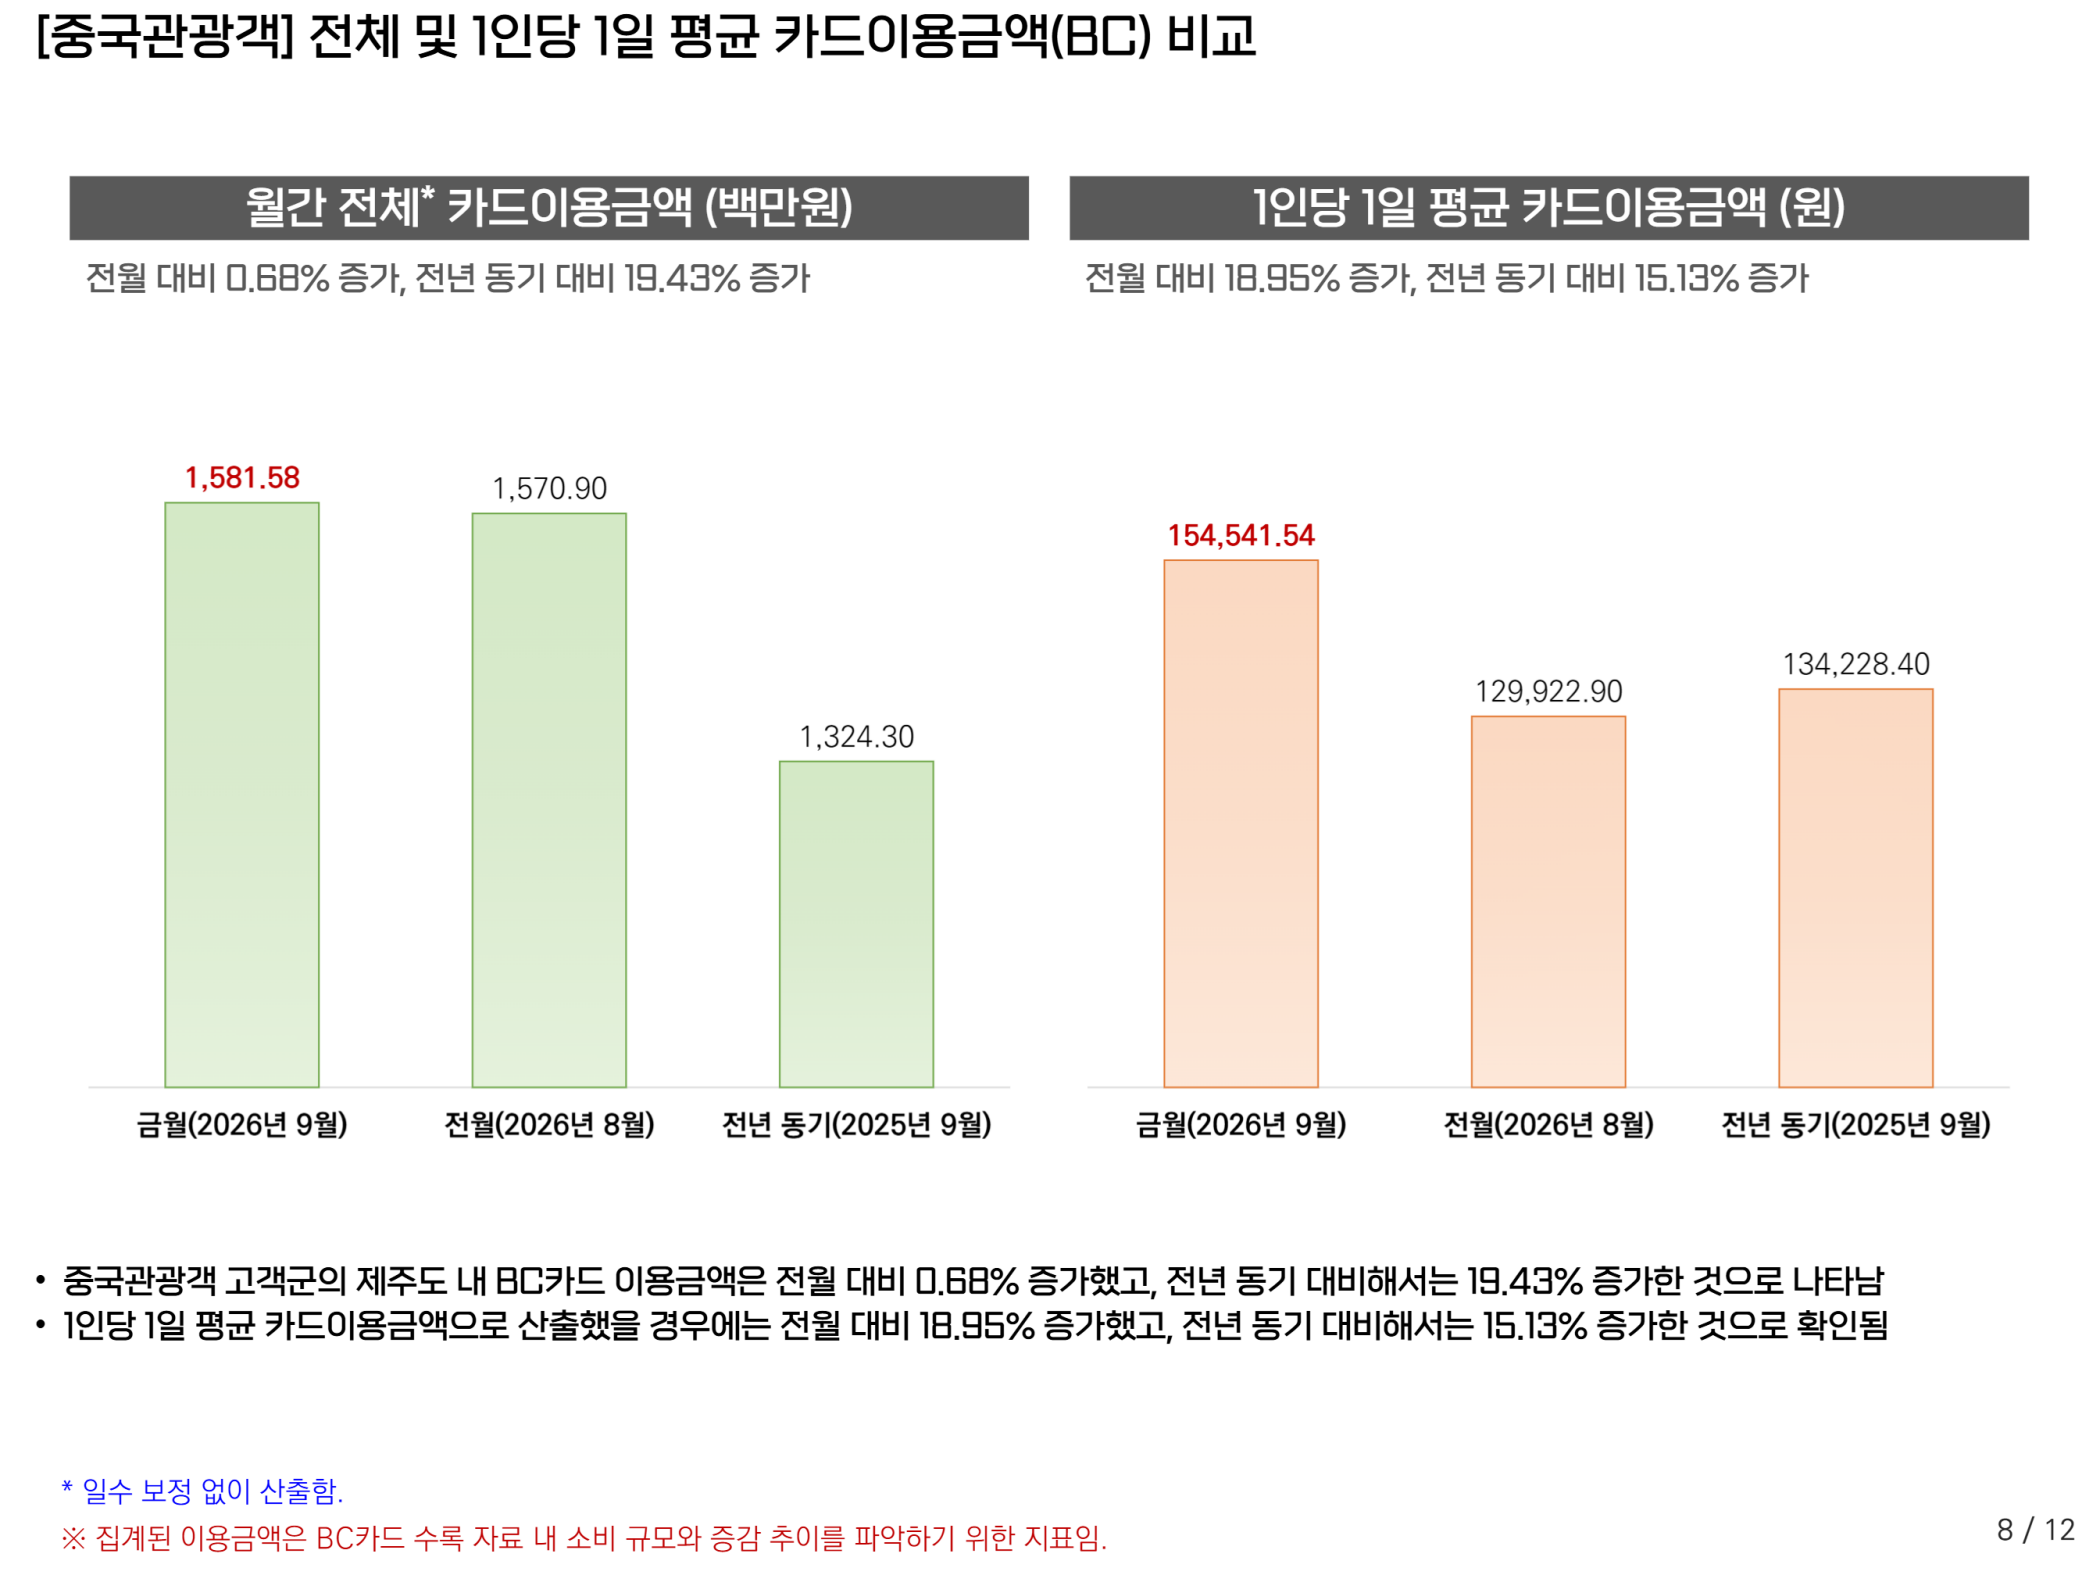 [중국관광객] 전체 및 1인당 1일 평균 카드이용금액(BC) 비교
월간 전체* 카드이용금액 (백만원)
전월 대비 0.68% 증가, 전년 동기 대비 19.43% 증가
1,581.58
1,570.90
1,324.30
금월(2026년 9월)
전월(2026년 8월)
전년 동기(2025년 9월)
1인당 1일 평균 카드이용금액 (원)
전월 대비 18.95% 증가, 전년 동기 대비 15.13% 증가
154,541.54
129,922.90
134,228.40
금월(2026년 9월)
전월(2026년 8월)
전년 동기(2025년 9월)
• 중국관광객 고객군의 제주도 내 BC카드 이용금액은 전월 대비 0.68% 증가했고, 전년 동기 대비해서는 19.43% 증가한 것으로 나타남
• 1인당 1일 평균 카드이용금액으로 산출했을 경우에는 전월 대비 18.95% 증가했고, 전년 동기 대비해서는 15.13% 증가한 것으로 확인됨
* 일수 보정 없이 산출함.
※ 집계된 이용금액은 BC카드 수록 자료 내 소비 규모와 증감 추이를 파악하기 위한 지표임.
8 / 12